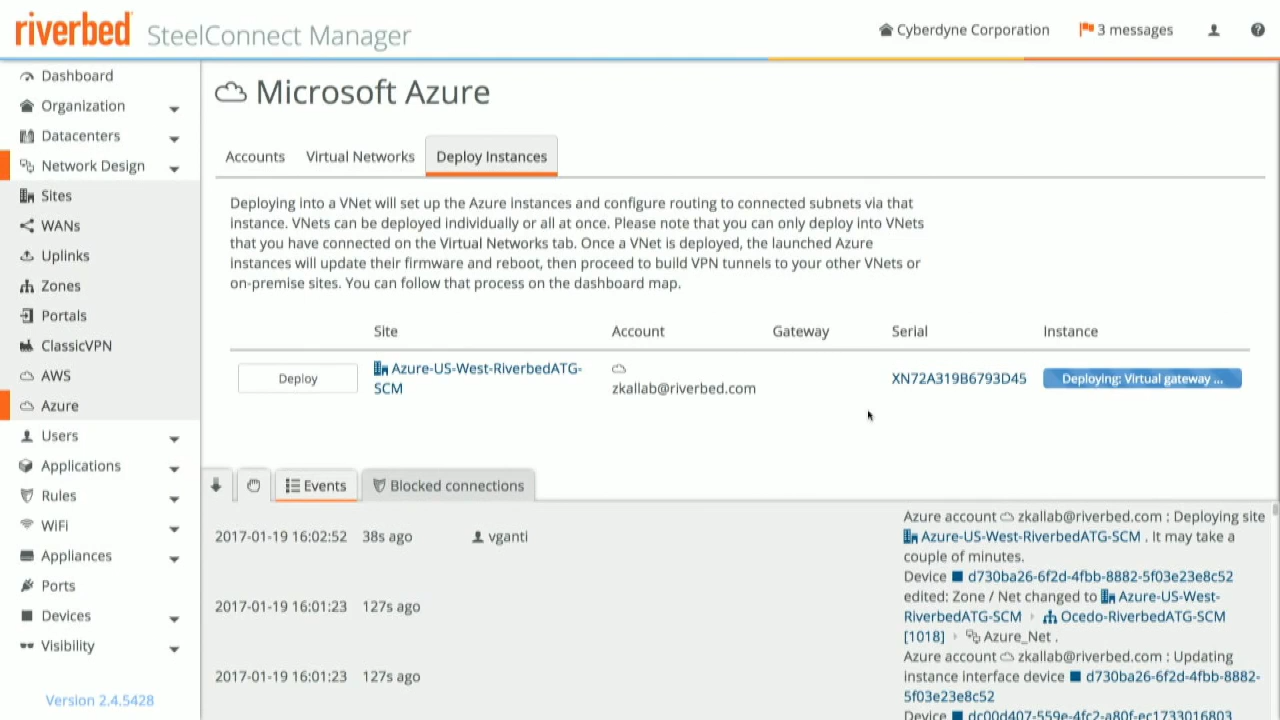 riverbed SteelConnect Manager
Cyberdyne Corporation
3 messages
Dashboard
Organization
Datacenters
Network Design
Sites
WANs
Uplinks
Zones
Portals
ClassicVPN
AWS
Azure
Users
Applications
Rules
WiFi
Appliances
Ports
Devices
Visibility
Version 2.4.5428
Microsoft Azure
Accounts Virtual Networks Deploy Instances
Deploying into a VNet will set up the Azure instances and configure routing to connected subnets via that
instance. VNets can be deployed individually or all at once. Please note that you can only deploy into VNets
that you have connected on the Virtual Networks tab. Once a VNet is deployed, the launched Azure
instances will update their firmware and reboot, then proceed to build VPN tunnels to your other VNets or
on-premise sites. You can follow that process on the dashboard map.
Site Account Gateway Serial Instance
Deploy
Azure-US-West-RiverbedATG-
SCM
zkallab@riverbed.com
XN72A319B6793D45
Deploying: Virtual gateway ...
Events Blocked connections
2017-01-19 16:02:52 38s ago vganti
Azure account zkallab@riverbed.com : Deploying site
Azure-US-West-RiverbedATG-SCM . It may take a
couple of minutes.
2017-01-19 16:01:23 127s ago
Device d730ba26-6f2d-4fbb-8882-5f03e23e8c52
edited: Zone / Net changed to Azure-US-West-
RiverbedATG-SCM Ocedo-RiverbedATG-SCM
[1018] Azure_Net .
2017-01-19 16:01:23 127s ago
Azure account zkallab@riverbed.com : Updating
instance interface device d730ba26-6f2d-4fbb-8882-
5f03e23e8c52
Device dc00d407-559e-4fc2-a80f-ec1733016803